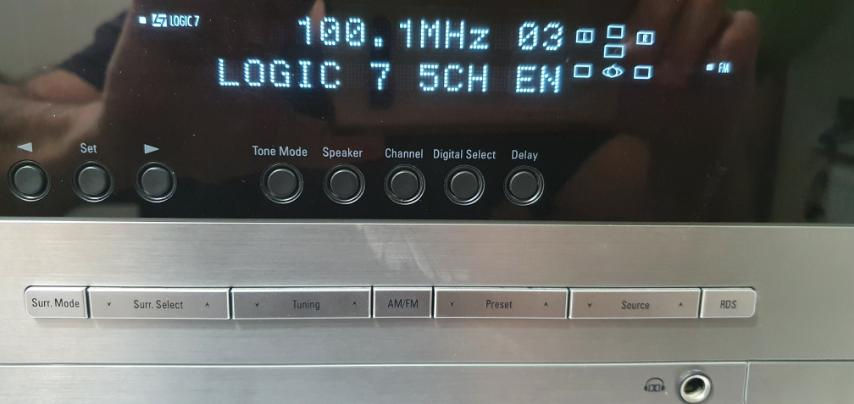 LOGIC 7
100.1MHz 03
LOGIC 7 5CH EN
FM
Set
Tone Mode
Speaker
Channel
Digital Select
Delay
Surr. Mode
Surr. Select
Tuning
AM/FM
Preset
Source
RDS